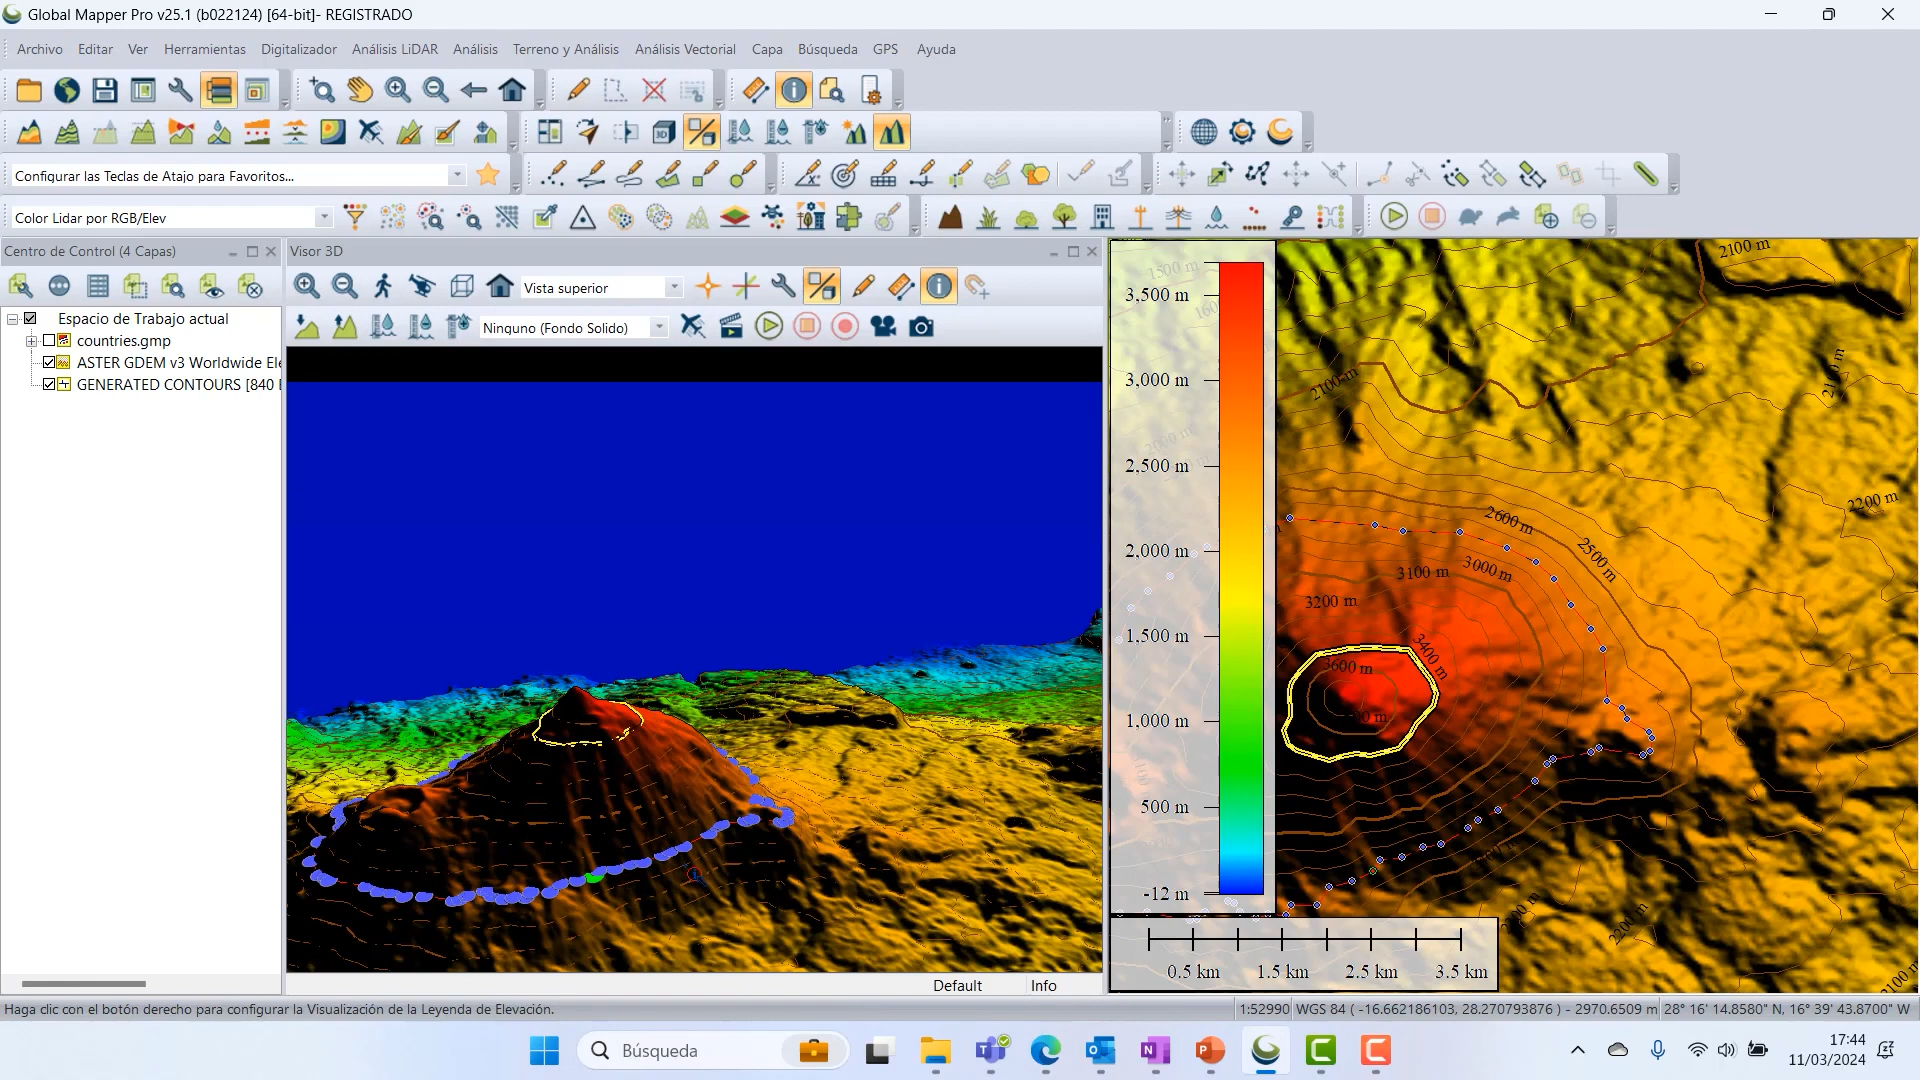 Global Mapper Pro v25.1 (b022124) [64-bit]- REGISTRADO
Archivo Editar Ver Herramientas Digitalizador Análisis LiDAR Análisis Terreno y Análisis Análisis Vectorial Capa Búsqueda GPS Ayuda
Configurar las Teclas de Atajo para Favoritos...
Color Lidar por RGB/Elev
Centro de Control (4 Capas)
Visor 3D
Vista superior
Ninguno (Fondo Solido)
Espacio de Trabajo actual
countries.gmp
ASTER GDEM v3 Worldwide Ele
GENERATED CONTOURS [840
Default
Info
1500 m
3,500 m
3,000 m
2,500 m
2,000 m
1,500 m
1,000 m
500 m
-12 m
2000 m
0.5 km 1.5 km 2.5 km 3.5 km
2100 m
2100 m
2100 m
2200 m
2600 m
2500 m
3100 m
3000 m
3200 m
3400 m
3600 m
2200 m
2200 m
2100 m
Haga clic con el botón derecho para configurar la Visualización de la Leyenda de Elevación.
1:52990
WGS 84 ( -16.662186103, 28.270793876 ) - 2970.6509 m
28° 16' 14.8580" N, 16° 39' 43.8700" W
Búsqueda
17:44
11/03/2024